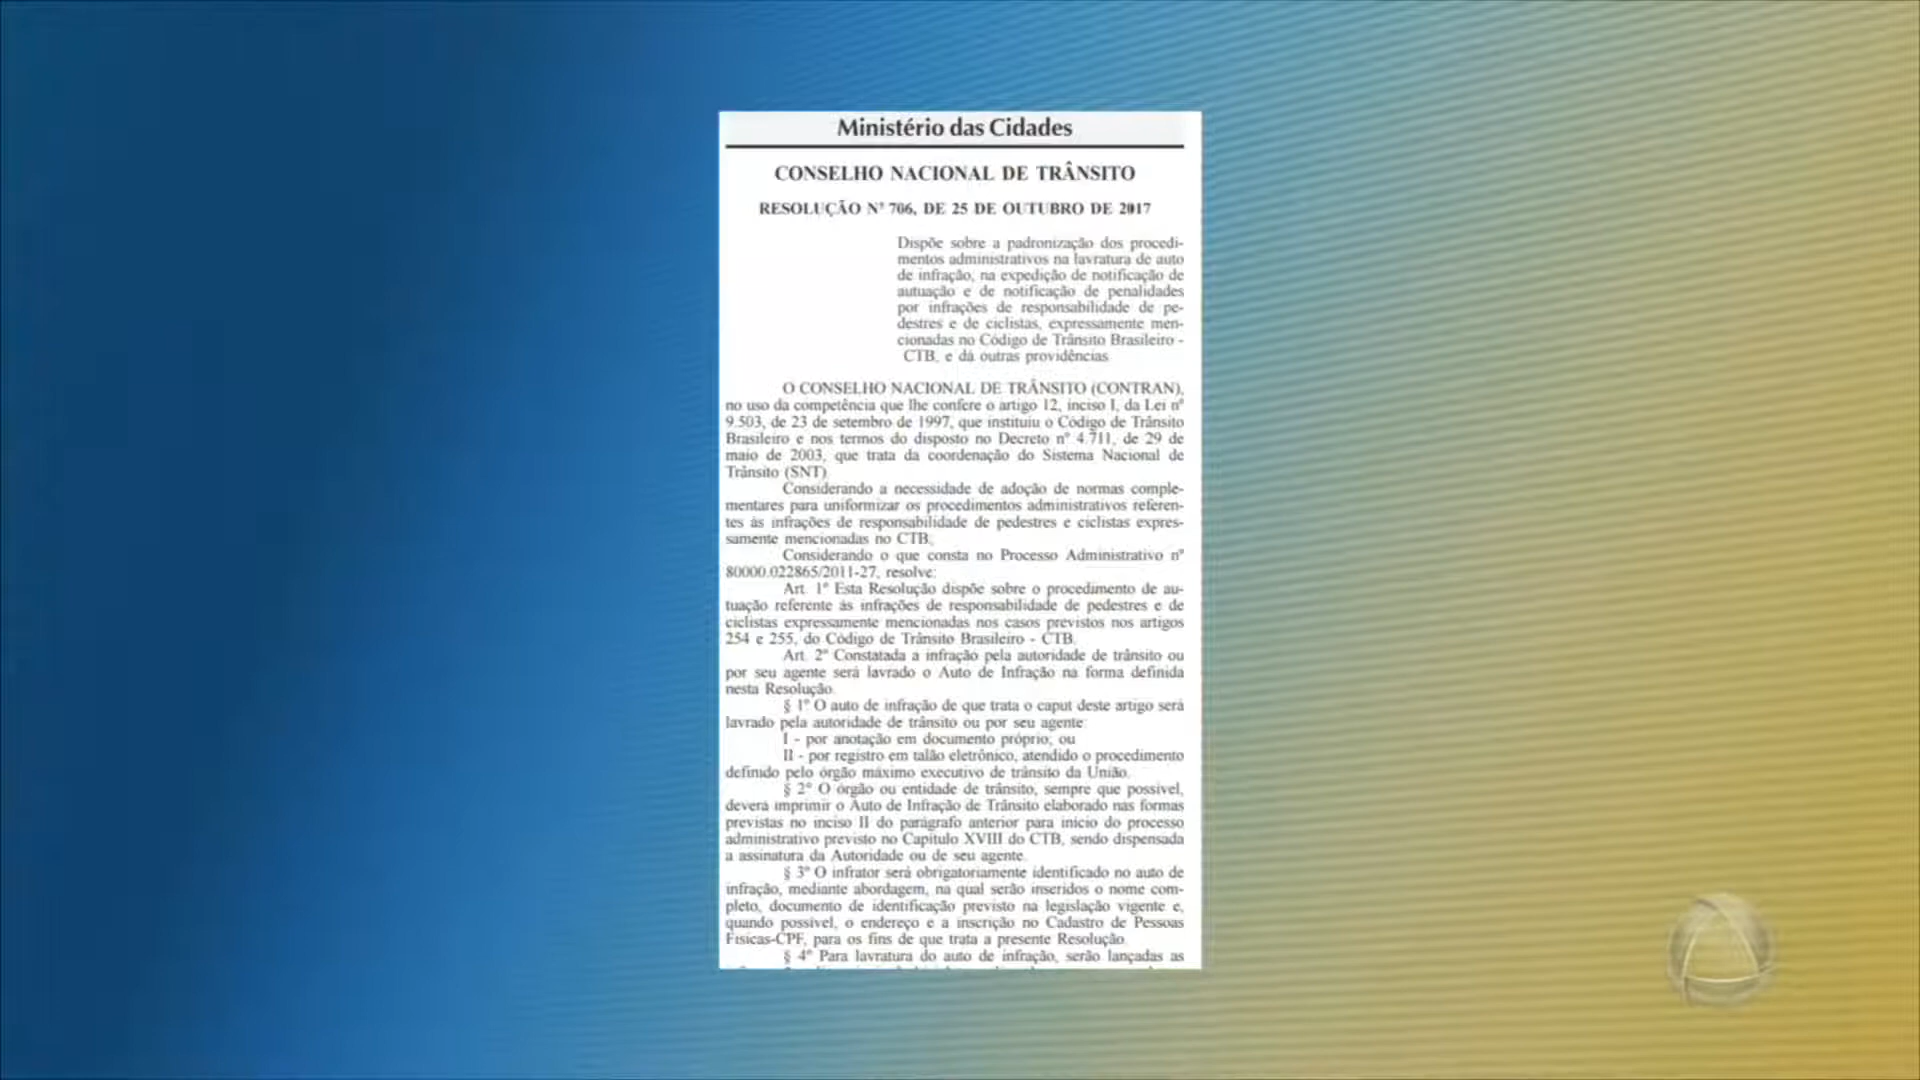 Ministério das Cidades
CONSELHO NACIONAL DE TRÂNSITO
RESOLUÇÃO Nº 706, DE 25 DE OUTUBRO DE 2017
Dispõe sobre a padronização dos procedi-
mentos administrativos na lavratura de auto
de infração, na expedição de notificação de
autuação e de notificação de penalidades
por infrações de responsabilidade de pe-
destres e de ciclistas, expressamente men-
cionadas no Código de Trânsito Brasileiro -
CTB, e dá outras providências
O CONSELHO NACIONAL DE TRÂNSITO (CONTRAN),
no uso da competência que lhe confere o artigo 12, inciso I, da Lei nº
9.503, de 23 de setembro de 1997, que instituiu o Código de Trânsito
Brasileiro e nos termos do disposto no Decreto nº 4.711, de 29 de
maio de 2003, que trata da coordenação do Sistema Nacional de
Trânsito (SNT).
Considerando a necessidade de adoção de normas comple-
mentares para uniformizar os procedimentos administrativos referen-
tes às infrações de responsabilidade de pedestres e ciclistas expres-
samente mencionadas no CTB;
Considerando o que consta no Processo Administrativo nº
80000.022865/2011-27, resolve:
Art. 1º Esta Resolução dispõe sobre o procedimento de au-
tuação referente às infrações de responsabilidade de pedestres e de
ciclistas expressamente mencionadas nos casos previstos nos artigos
254 e 255, do Código de Trânsito Brasileiro - CTB.
Art. 2º Constatada a infração pela autoridade de trânsito ou
por seu agente será lavrado o Auto de Infração na forma definida
nesta Resolução.
§ 1º O auto de infração de que trata o caput deste artigo será
lavrado pela autoridade de trânsito ou por seu agente:
I - por anotação em documento próprio; ou
II - por registro em talão eletrônico, atendido o procedimento
definido pelo órgão máximo executivo de trânsito da União.
§ 2º O órgão ou entidade de trânsito, sempre que possível,
deverá imprimir o Auto de Infração de Trânsito elaborado nas formas
previstas no inciso II do parágrafo anterior para início do processo
administrativo previsto no Capítulo XVIII do CTB, sendo dispensada
a assinatura da Autoridade ou de seu agente.
§ 3º O infrator será obrigatoriamente identificado no auto de
infração, mediante abordagem, na qual serão inseridos o nome com-
pleto, documento de identificação previsto na legislação vigente e,
quando possível, o endereço e a inscrição no Cadastro de Pessoas
Físicas-CPF, para os fins de que trata a presente Resolução.
§ 4º Para lavratura do auto de infração, serão lançadas as